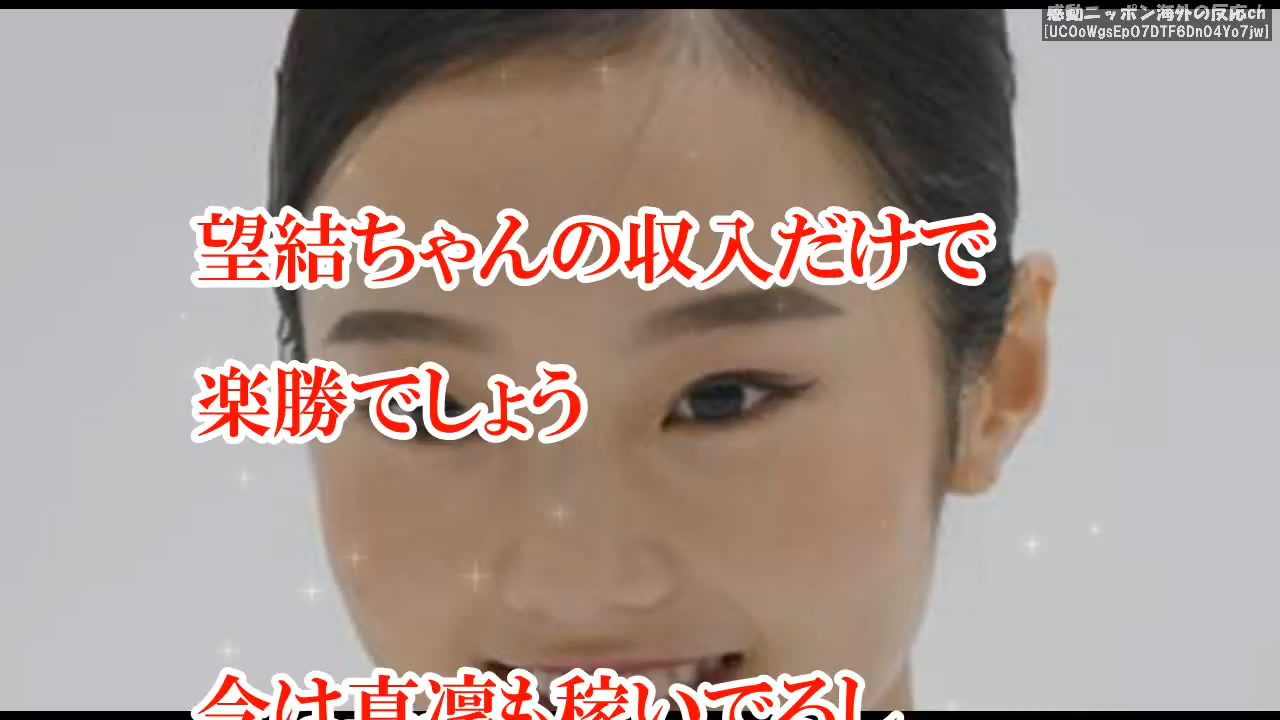 感動ニッポン海外の反応ch
[UCOoWgsEpO7DTF6DnO4Yo7jw]
望結ちゃんの収入だけで
楽勝でしょう
今は真凛も稼いでるし